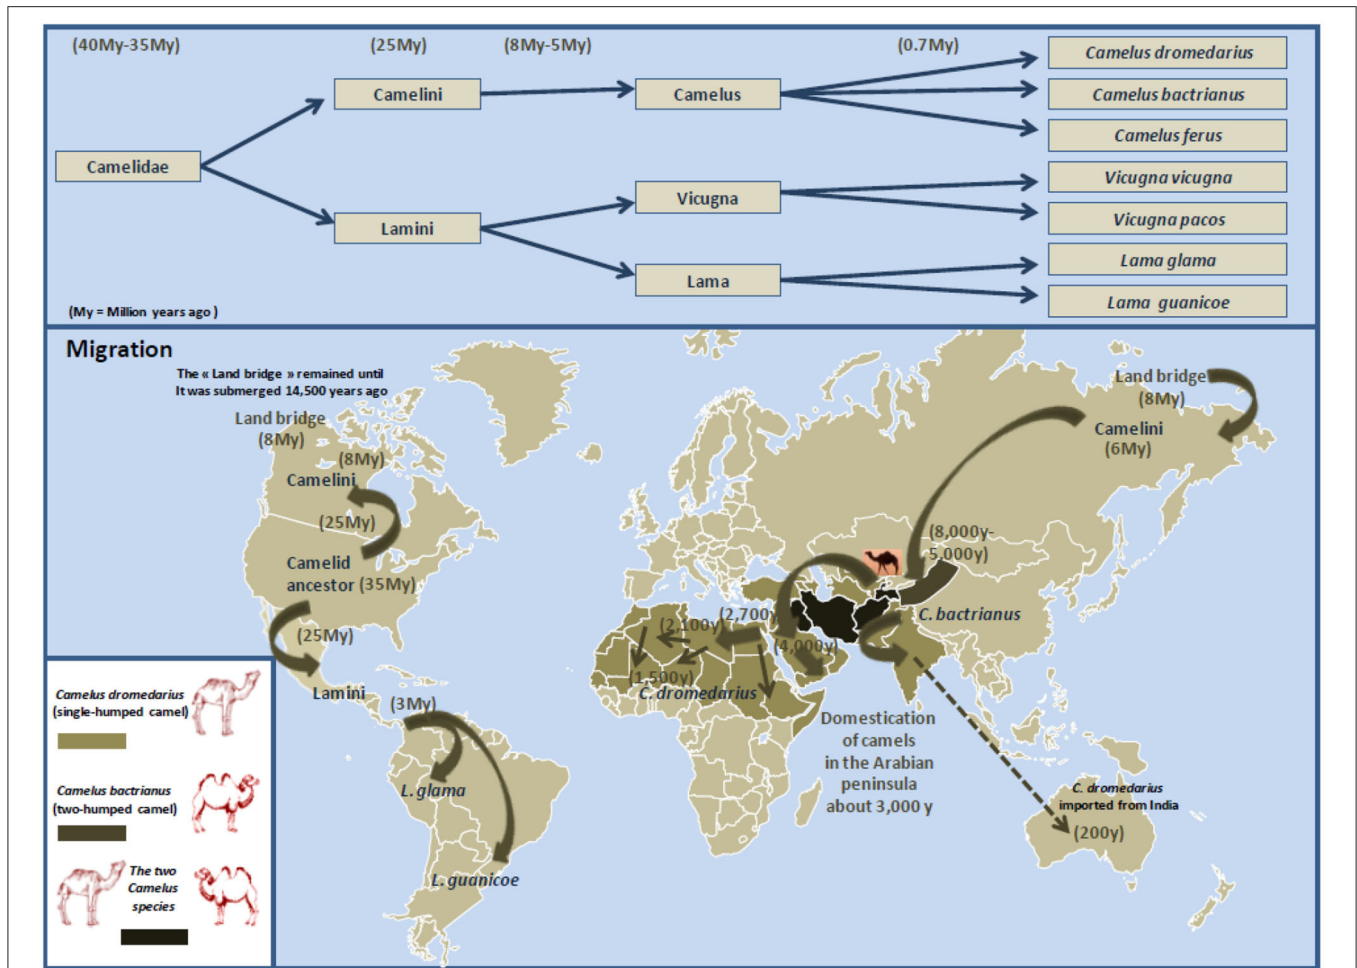 (40My-35My)
(25My)
(8My-5My)
(0.7My)
Camelidae
Camelini
Lamini
Camelus
Vicugna
Lama
Camelus dromedarius
Camelus bactrianus
Camelus ferus
Vicugna vicugna
Vicugna pacos
Lama glama
Lama guanicoe
(My = Million years ago )
Migration
The « Land bridge » remained until
It was submerged 14,500 years ago
Land bridge
(8My)
(8My)
Camelini
(25My)
Camelid
ancestor (35My)
(25My)
Lamini
(3My)
L. glama
L. guanicoe
Land bridge
(8My)
Camelini
(6My)
(8,000y-
5,000y)
C. bactrianus
(2,700y
(2,100y)
(4,000y)
(1,500y)
C. dromedarius
Domestication
of camels
in the Arabian
peninsula
about 3,000 y
C. dromedarius
imported from India
(200y)
Camelus dromedarius
(single-humped camel)
Camelus bactrianus
(two-humped camel)
The two
Camelus
species